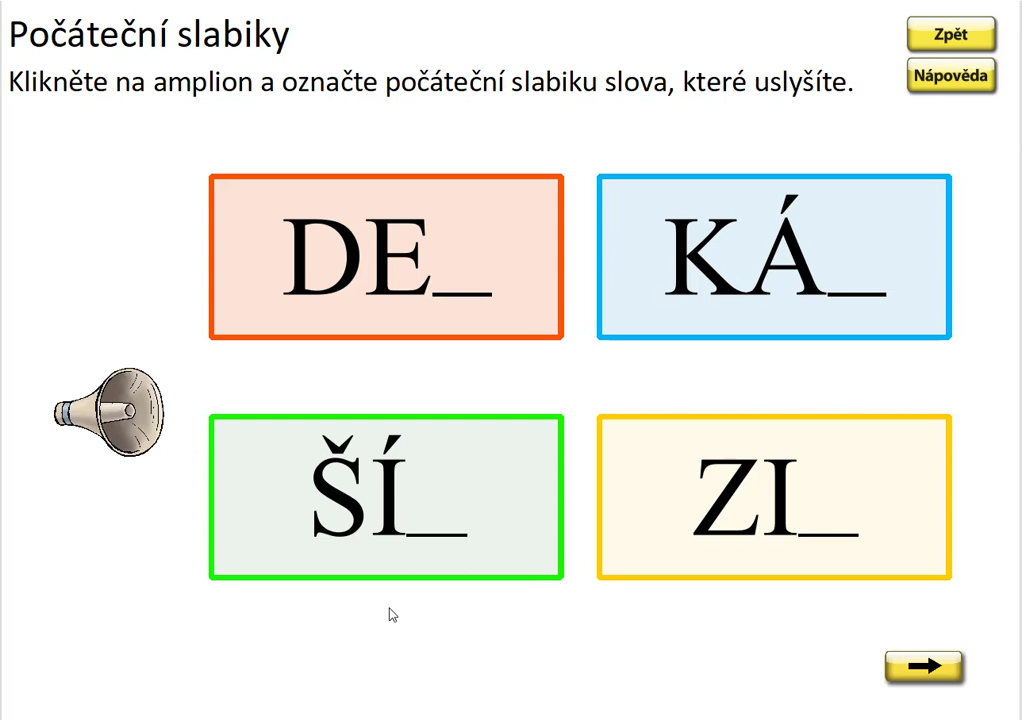 Počáteční slabiky
Zpět
Klikněte na amplion a označte počáteční slabiku slova, které uslyšíte.
Nápověda
DE_
KÁ_
ŠÍ_
ZI_